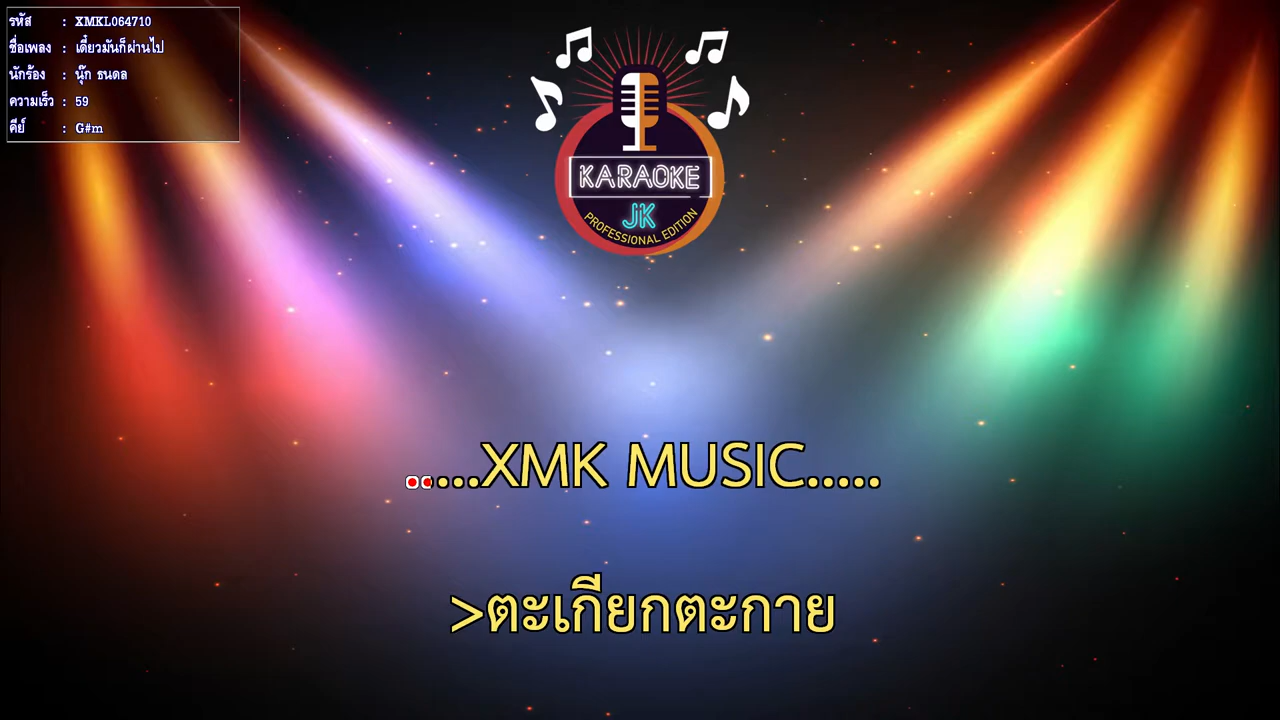 รหัส : XMKL064710
ชื่อเพลง : เดี๋ยวมันก็ผ่านไป
นักร้อง : นุ๊ก ธนดล
ความเร็ว : 59
คีย์ : G#m
KARAOKE
JK
PROFESSIONAL EDITION
.....XMK MUSIC.....
>ตะเกียกตะกาย